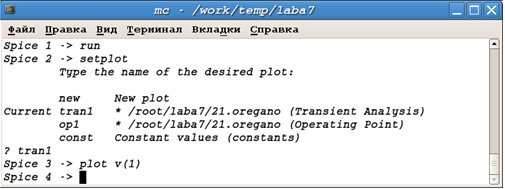 mc - /work/temp/laba7
Файл Правка Вид Терминал Вкладки Справка
Spice 1 -> run
Spice 2 -> setplot
Type the name of the desired plot:
new New plot
Current tran1 * /root/laba7/21.oregano (Transient Analysis)
op1 * /root/laba7/21.oregano (Operating Point)
const Constant values (constants)
? tran1
Spice 3 -> plot v(1)
Spice 4 ->